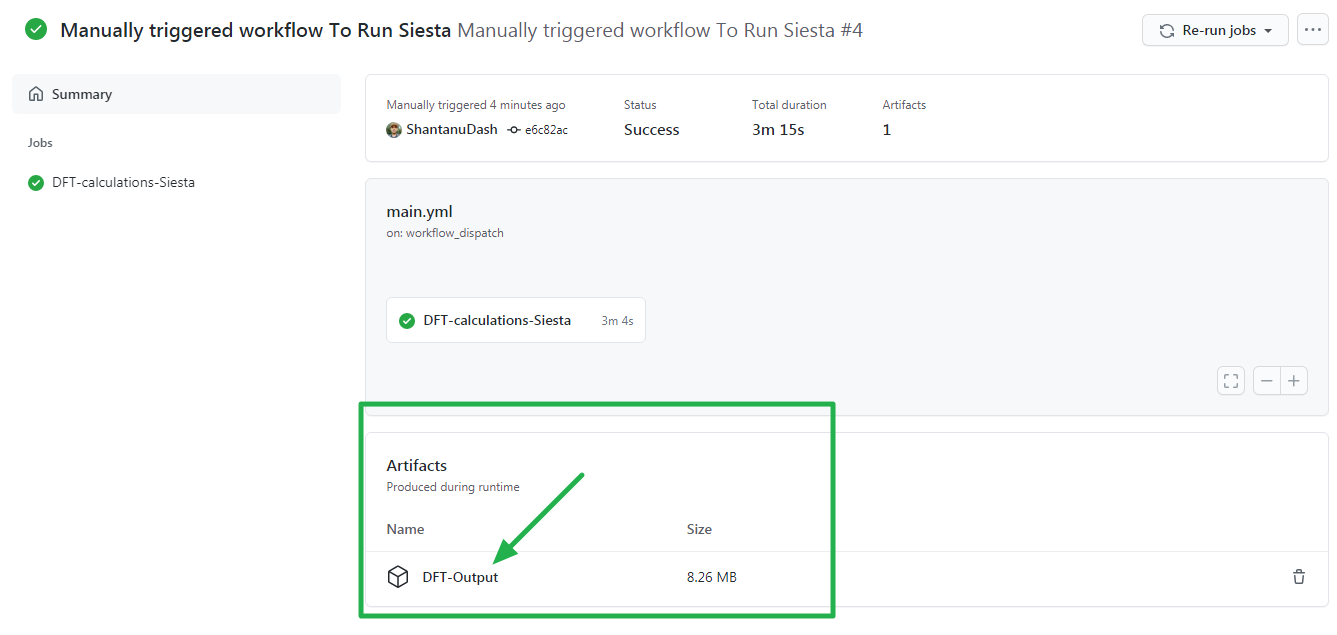 Manually triggered workflow To Run Siesta Manually triggered workflow To Run Siesta #4
Re-run jobs
Summary
Jobs
DFT-calculations-Siesta
Manually triggered 4 minutes ago
ShantanuDash e6c82ac
Status
Success
Total duration
3m 15s
Artifacts
1
main.yml
on: workflow_dispatch
DFT-calculations-Siesta 3m 4s
Artifacts
Produced during runtime
Name Size
DFT-Output 8.26 MB